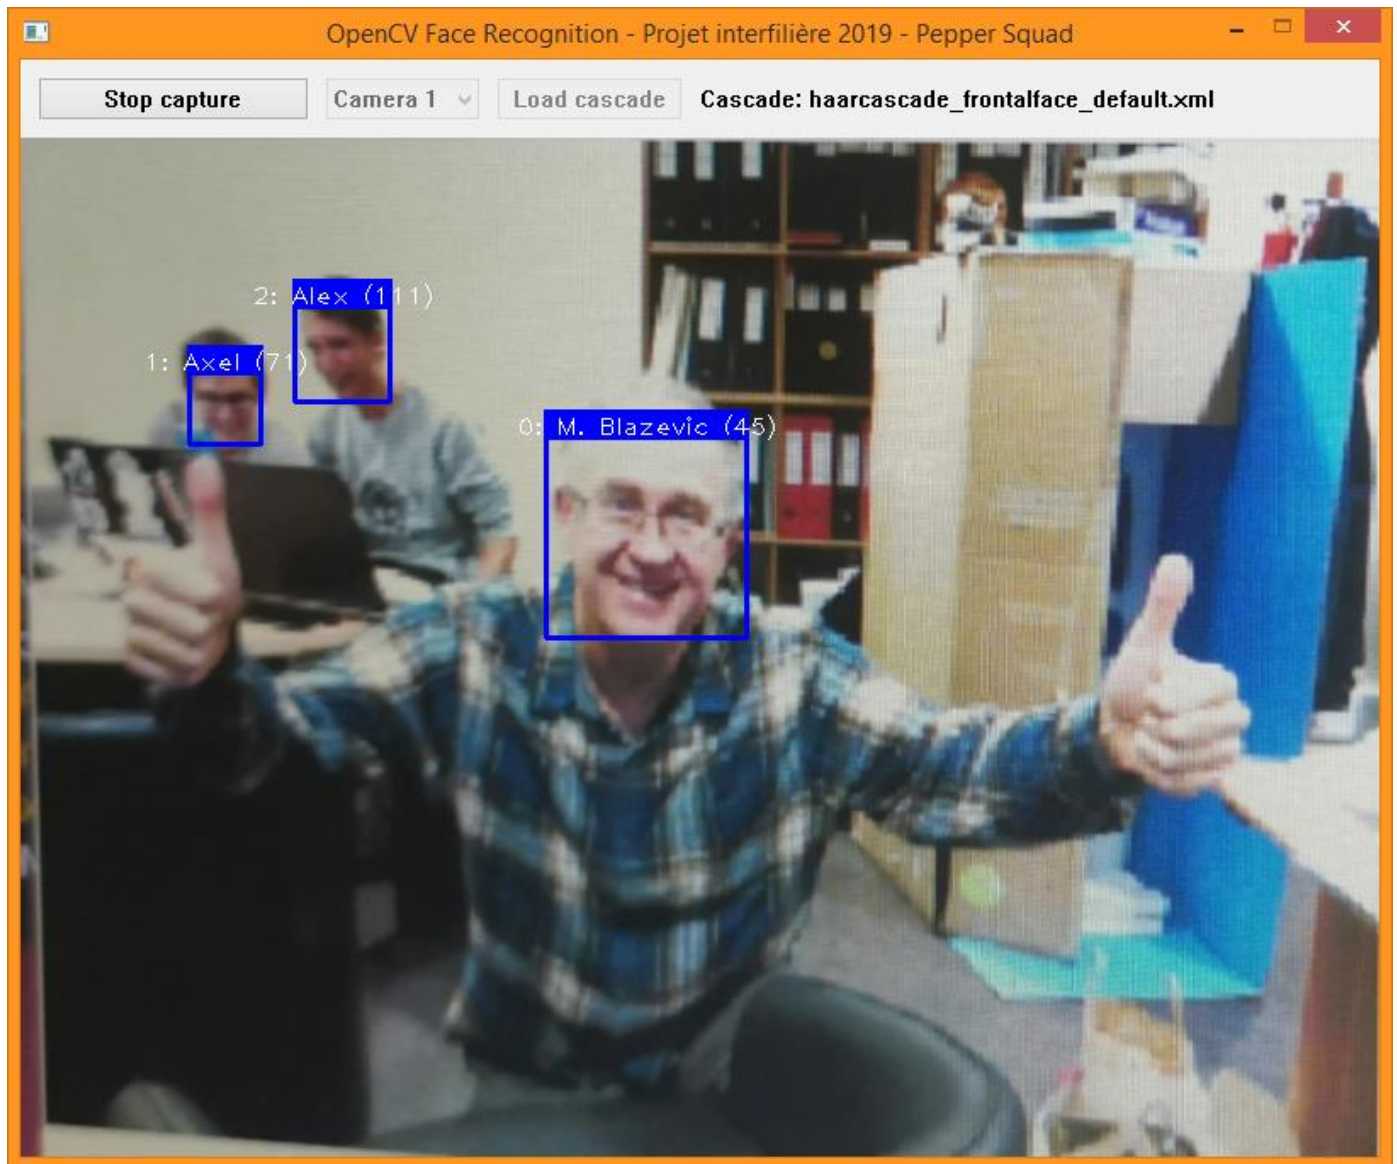 OpenCV Face Recognition - Projet interfilière 2019 - Pepper Squad
Stop capture
Camera 1
Load cascade
Cascade: haarcascade_frontalface_default.xml
2: Alex (111)
1: Axel (71)
0: M. Blazevic (45)